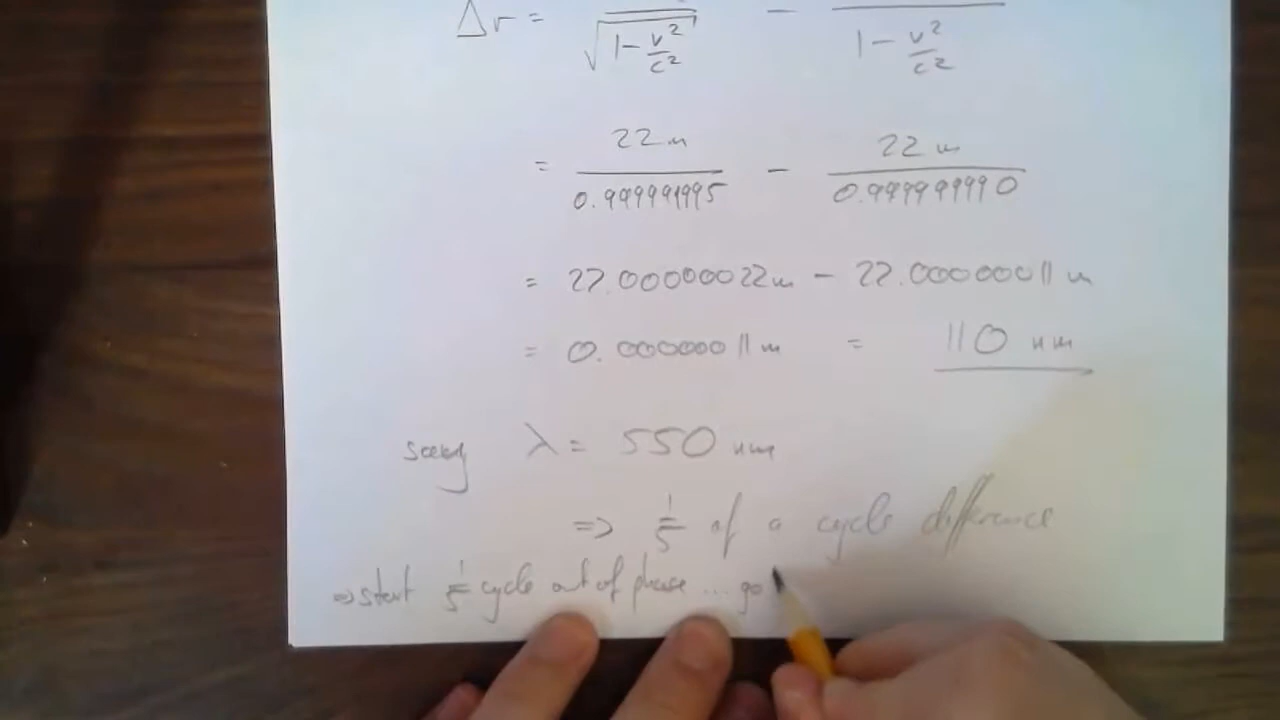 Δr = ― / √(1 - v²/c²) - ― / (1 - v²/c²)
= 22 m / 0.999999995 - 22 m / 0.999999990
= 22.00000022 m - 22.00000011 m
= 0.00000011 m = 110 nm
λ = 550 nm
=> 1/5 of a cycle difference
=> start 1/5 cycle out of phase ... go